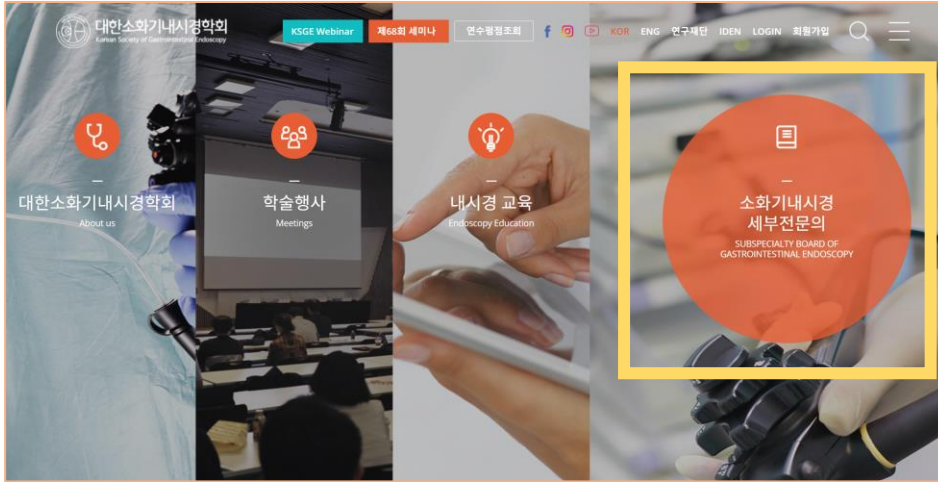 대한소화기내시경학회
Korean Society of Gastrointestinal Endoscopy
KSGE Webinar
제68회 세미나
연수평점조회
KOR ENG 연구재단 IDEN LOGIN 회원가입
대한소화기내시경학회
About us
학술행사
Meetings
내시경 교육
Endoscopy Education
소화기내시경
세부전문의
SUBSPECIALTY BOARD OF
GASTROINTESTINAL ENDOSCOPY